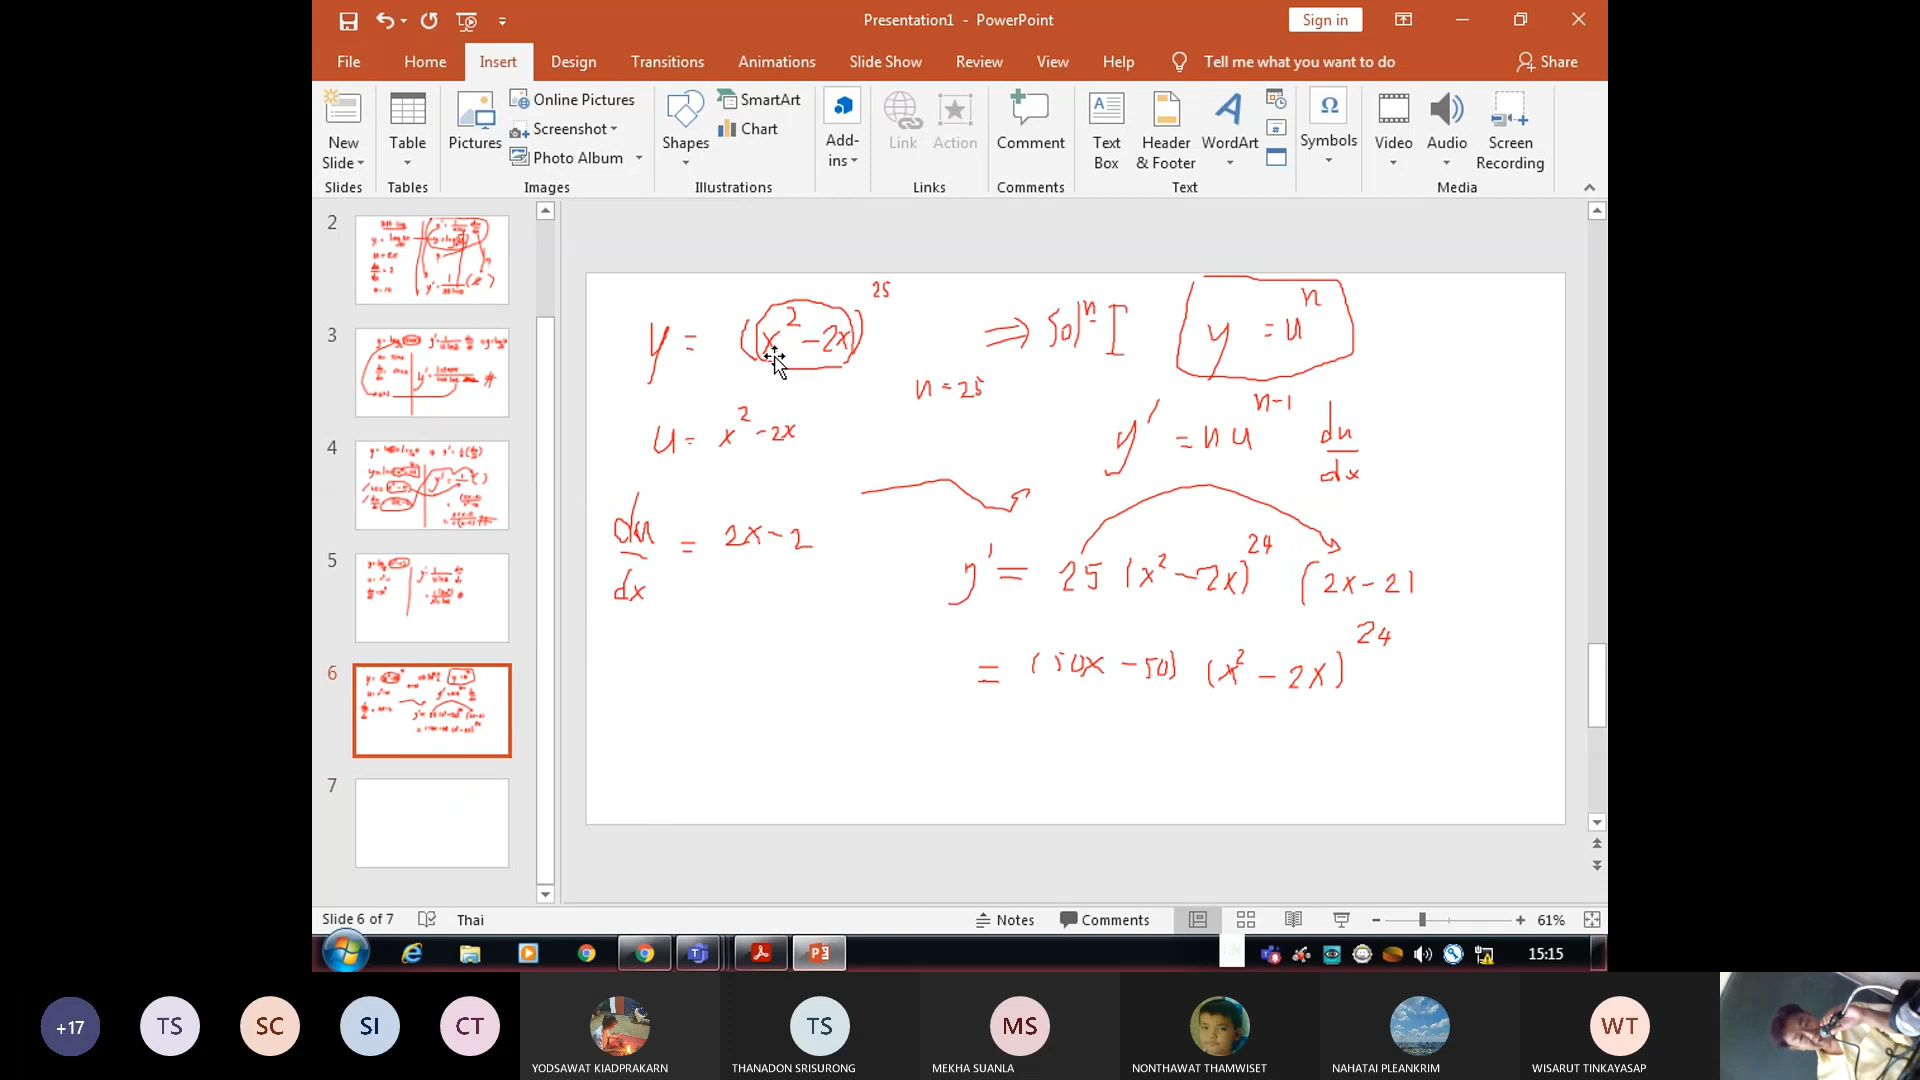 Presentation1 - PowerPoint
Sign in
File Home Insert Design Transitions Animations Slide Show Review View Help Tell me what you want to do Share
New Slide
Table
Pictures
Online Pictures
Screenshot
Photo Album
Shapes
SmartArt
Chart
Add-ins
Link
Action
Comment
Text Box
Header & Footer
WordArt
Symbols
Video
Audio
Screen Recording
Slides Tables Images Illustrations Links Comments Text Media
2
3
4
5
6
7
y = (x² - 2x)²⁵ ⇒
y = uⁿ
n = 25
u = x² - 2x
y' = n uⁿ⁻¹ du/dx
du/dx = 2x - 2
y' = 25 (x² - 2x)²⁴ (2x - 2)
= (50x - 50) (x² - 2x)²⁴
Slide 6 of 7 Thai Notes Comments 61%
15:15
+17 TS SC SI CT TS MS WT
YODSAWAT KIADPRAKARN THANADON SRISURONG MEKHA SUANLA NONTHAWAT THAMWISET NAHATAI PLEANKRIM WISARUT TINKAYASAP